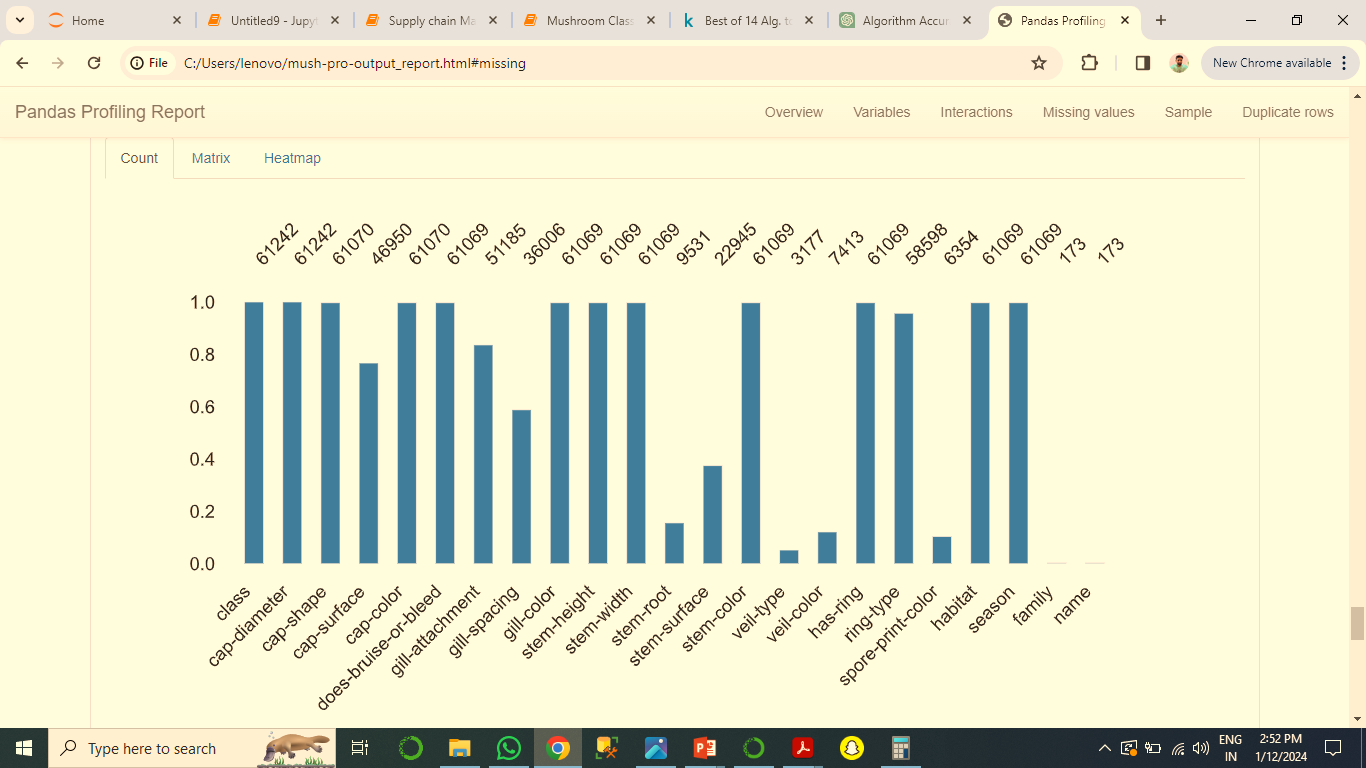 Home
Untitled9 - Jupyt
Supply chain Ma
Mushroom Class
Best of 14 Alg. to
Algorithm Accur
Pandas Profiling
File
C:/Users/lenovo/mush-pro-output_report.html#missing
New Chrome available
Pandas Profiling Report
Overview
Variables
Interactions
Missing values
Sample
Duplicate rows
Count
Matrix
Heatmap
61242
61242
61070
46950
61070
61069
51185
36006
61069
61069
61069
9531
22945
61069
3177
7413
61069
58598
6354
61069
61069
173
173
1.0
0.8
0.6
0.4
0.2
0.0
class
cap-diameter
cap-shape
cap-surface
cap-color
does-bruise-or-bleed
gill-attachment
gill-spacing
gill-color
stem-height
stem-width
stem-root
stem-surface
stem-color
veil-type
veil-color
has-ring
ring-type
spore-print-color
habitat
season
family
name
Type here to search
ENG
IN
2:52 PM
1/12/2024